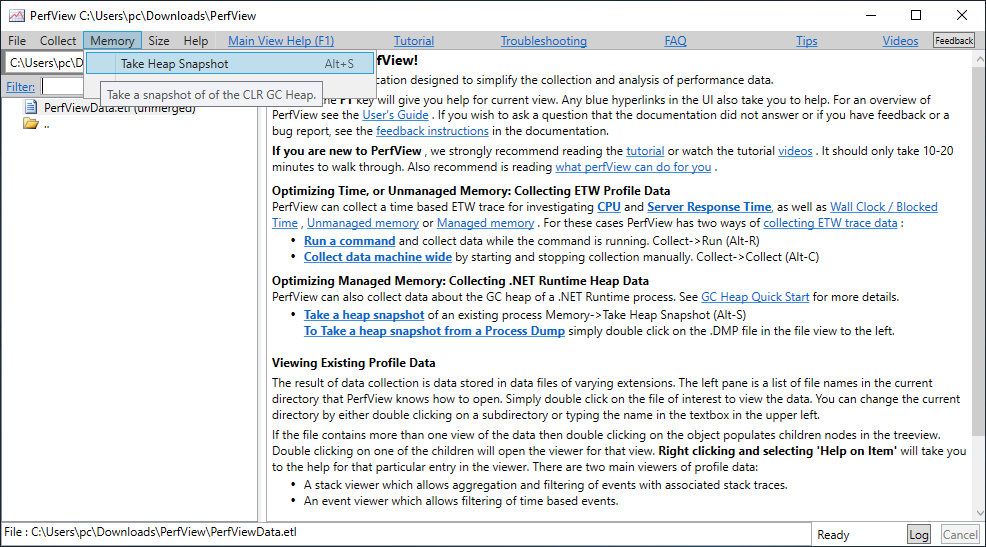 PerfView C:\Users\pc\Downloads\PerfView
File Collect Memory Size Help Main View Help (F1) Tutorial Troubleshooting FAQ Tips Videos Feedback
C:\Users\pc\D
Take Heap Snapshot Alt+S
Filter:
Take a snapshot of of the CLR GC Heap.
PerfViewData.etl (unmerged)
..
rfView!
cation designed to simplify the collection and analysis of performance data.
key will give you help for current view. Any blue hyperlinks in the UI also take you to help. For an overview of
PerfView see the User's Guide . If you wish to ask a question that the documentation did not answer or if you have feedback or a
bug report, see the feedback instructions in the documentation.
If you are new to PerfView , we strongly recommend reading the tutorial or watch the tutorial videos . It should only take 10-20
minutes to walk through. Also recommend is reading what perfView can do for you .
Optimizing Time, or Unmanaged Memory: Collecting ETW Profile Data
PerfView can collect a time based ETW trace for investigating CPU and Server Response Time, as well as Wall Clock / Blocked
Time , Unmanaged memory or Managed memory . For these cases PerfView has two ways of collecting ETW trace data :
• Run a command and collect data while the command is running. Collect->Run (Alt-R)
• Collect data machine wide by starting and stopping collection manually. Collect->Collect (Alt-C)
Optimizing Managed Memory: Collecting .NET Runtime Heap Data
PerfView can also collect data about the GC heap of a .NET Runtime process. See GC Heap Quick Start for more details.
• Take a heap snapshot of an existing process Memory->Take Heap Snapshot (Alt-S)
To Take a heap snapshot from a Process Dump simply double click on the .DMP file in the file view to the left.
Viewing Existing Profile Data
The result of data collection is data stored in data files of varying extensions. The left pane is a list of file names in the current
directory that PerfView knows how to open. Simply double click on the file of interest to view the data. You can change the current
directory by either double clicking on a subdirectory or typing the name in the textbox in the upper left.
If the file contains more than one view of the data then double clicking on the object populates children nodes in the treeview.
Double clicking on one of the children will open the viewer for that view. Right clicking and selecting 'Help on Item' will take you
to the help for that particular entry in the viewer. There are two main viewers of profile data:
• A stack viewer which allows aggregation and filtering of events with associated stack traces.
• An event viewer which allows filtering of time based events.
File : C:\Users\pc\Downloads\PerfView\PerfViewData.etl
Ready Log Cancel